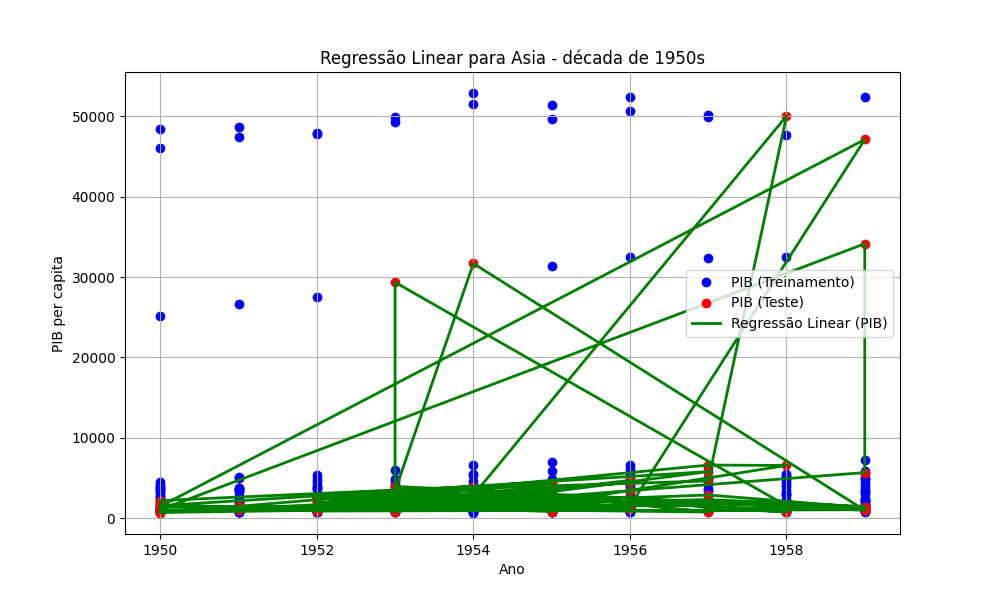 Regressão Linear para Asia - década de 1950s
PIB per capita
50000
40000
30000
20000
10000
0
PIB (Treinamento)
PIB (Teste)
Regressão Linear (PIB)
1950
1952
1954
1956
1958
Ano